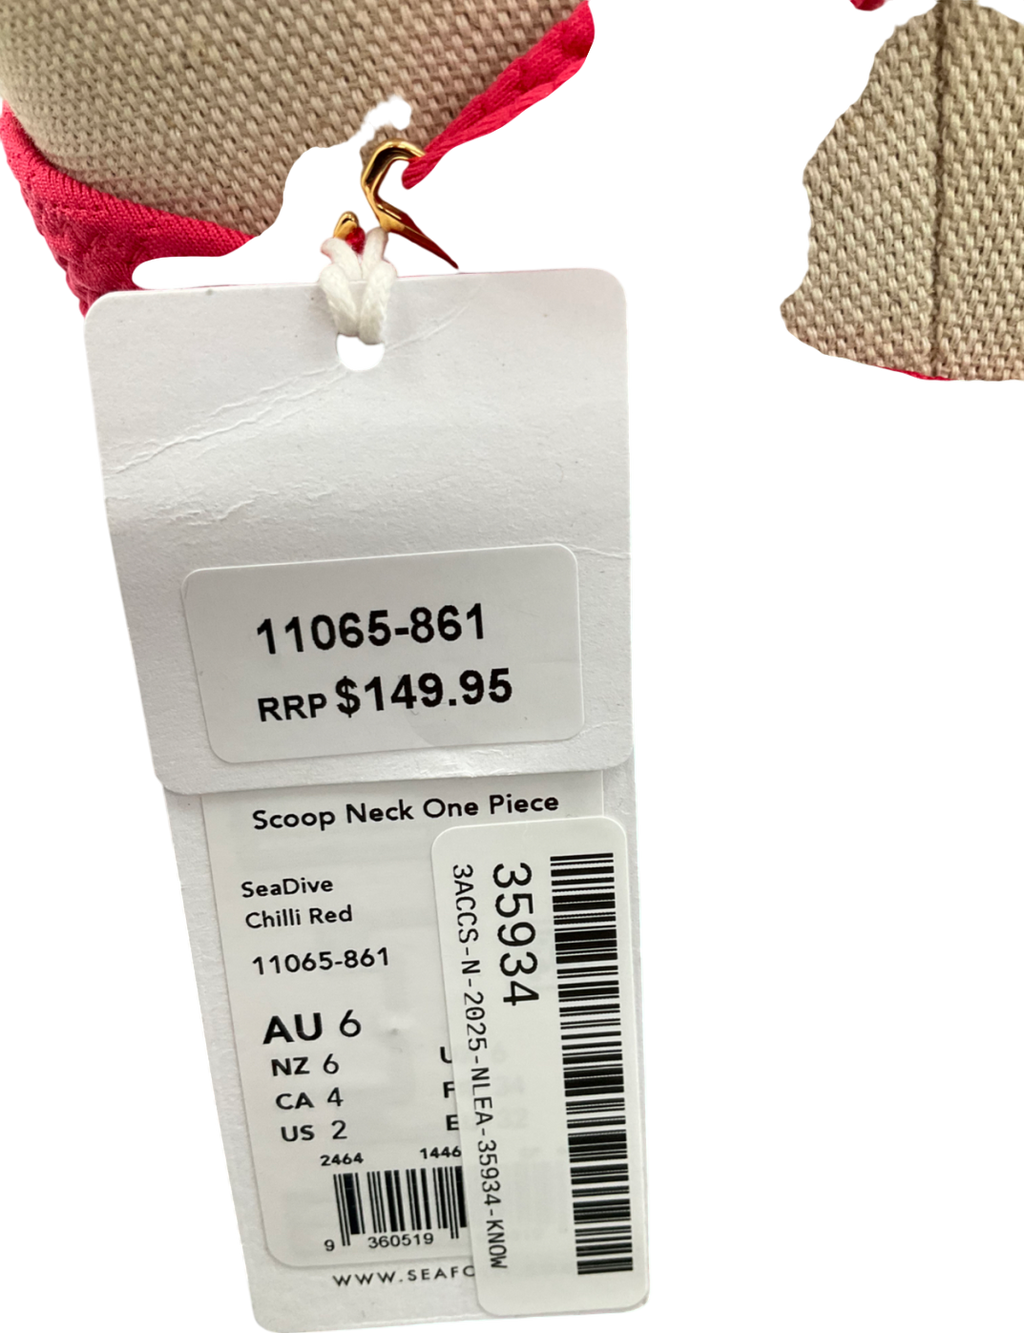 11065-861
RRP $149.95
Scoop Neck One Piece
SeaDive
Chilli Red
11065-861
AU 6
NZ 6
CA 4
US 2
2464 1446
9 360519
WWW.SEAFO
35934
3ACCS-N-2025-NLEA-35934-KNOW